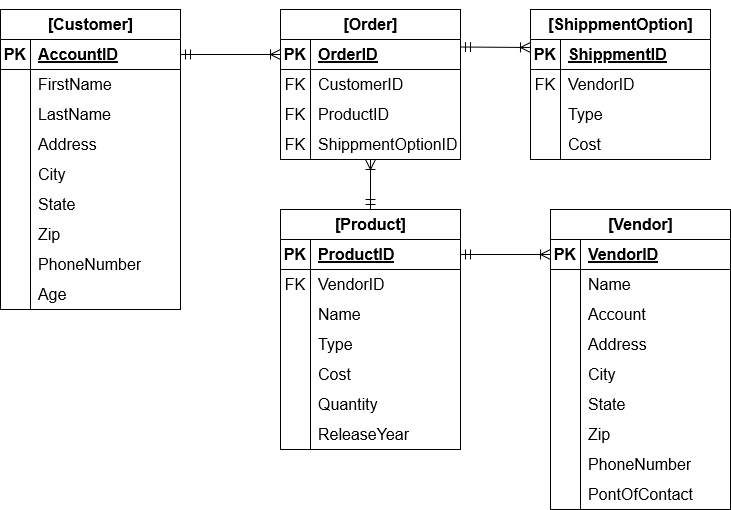 [Customer]
PK AccountID
FirstName
LastName
Address
City
State
Zip
PhoneNumber
Age
[Order]
PK OrderID
FK CustomerID
FK ProductID
FK ShippmentOptionID
[ShippmentOption]
PK ShippmentID
FK VendorID
Type
Cost
[Product]
PK ProductID
FK VendorID
Name
Type
Cost
Quantity
ReleaseYear
[Vendor]
PK VendorID
Name
Account
Address
City
State
Zip
PhoneNumber
PontOfContact